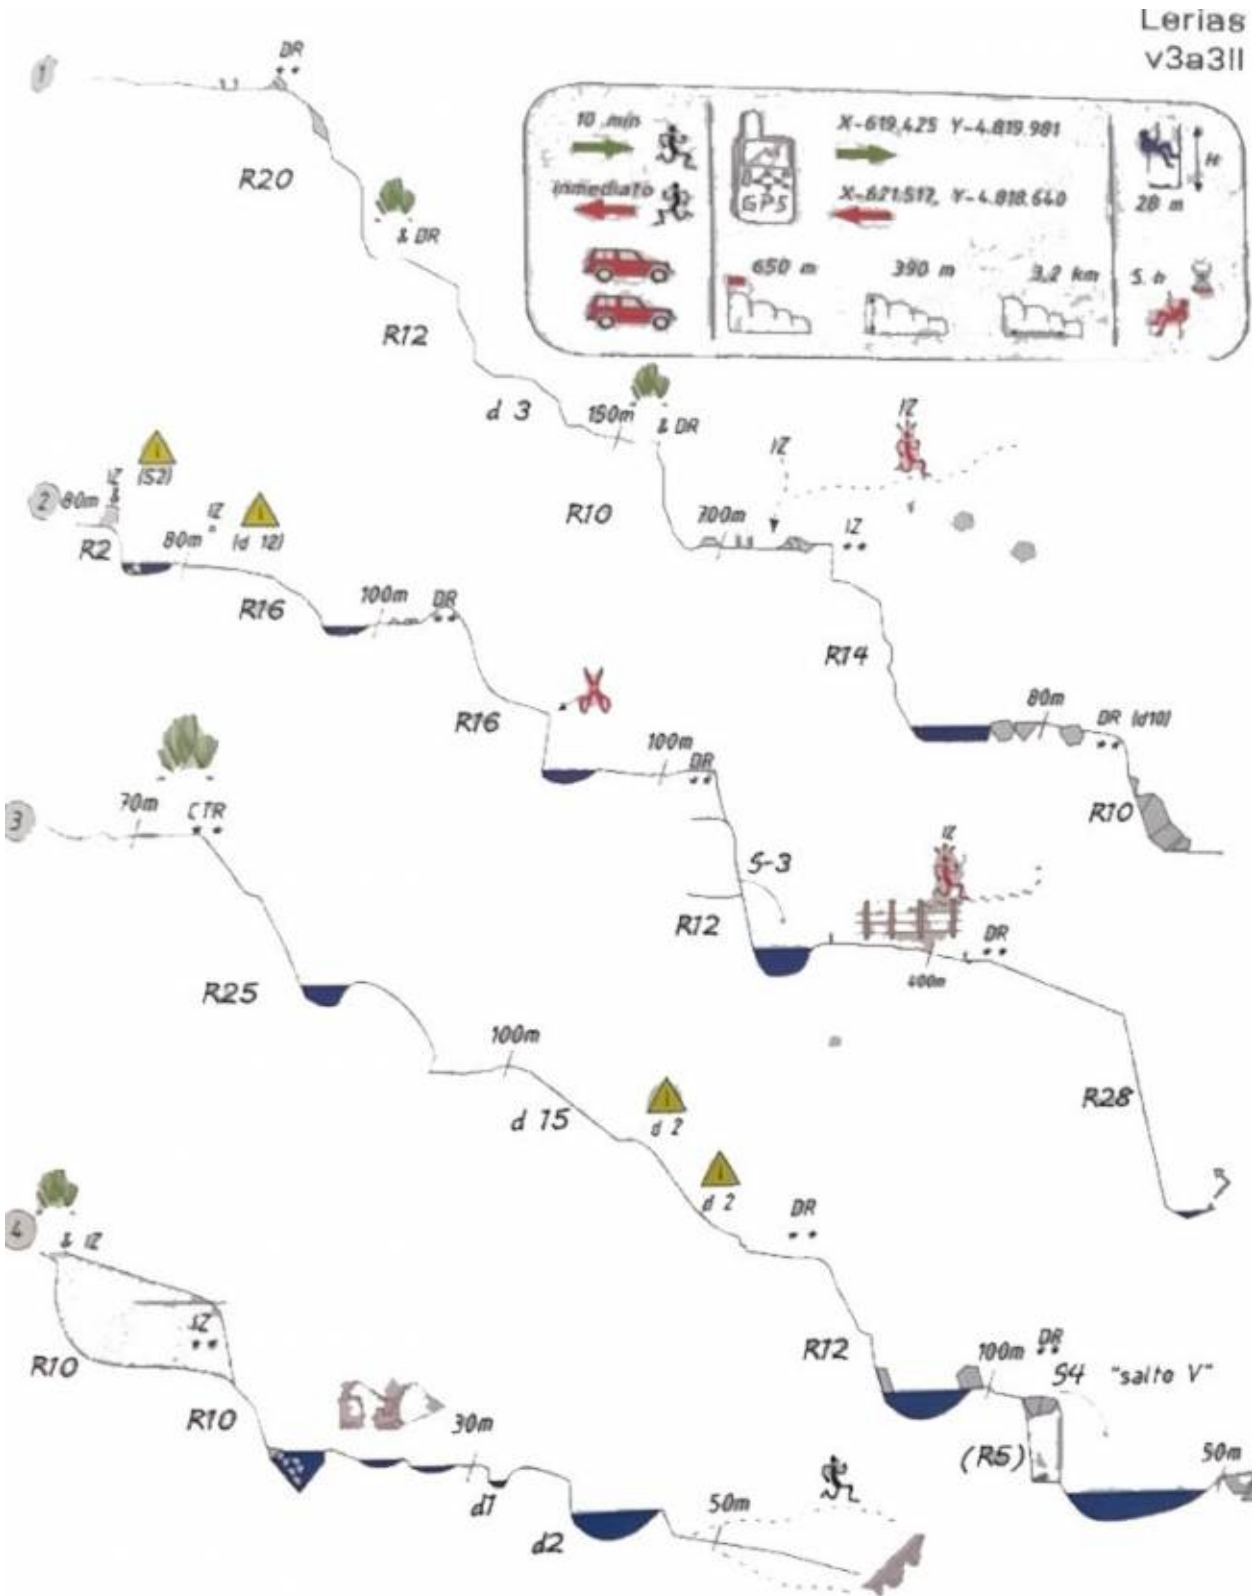 Lerias
v3a3II
10 min
X-619.425 Y-4.819.981
H
inmediato
GPS
X-621.517, Y-4.818.640
28 m
650 m
390 m
3,2 km
5 h
1
DR
R20
& DR
R12
d 3
150m
& DR
IZ
IZ
R10
200m
IZ
R14
80m
DR (d10)
R10
2
80m
IZ
(S2)
R2
80m
IZ
(d 12)
R16
100m
DR
R16
100m
DR
S-3
R12
IZ
400m
DR
R28
3
70m
CTR
R25
100m
d 15
d 2
d 2
DR
R12
100m
DR
S4 "salto V"
(R5)
50m
4
& IZ
IZ
R10
R10
30m
d1
d2
50m